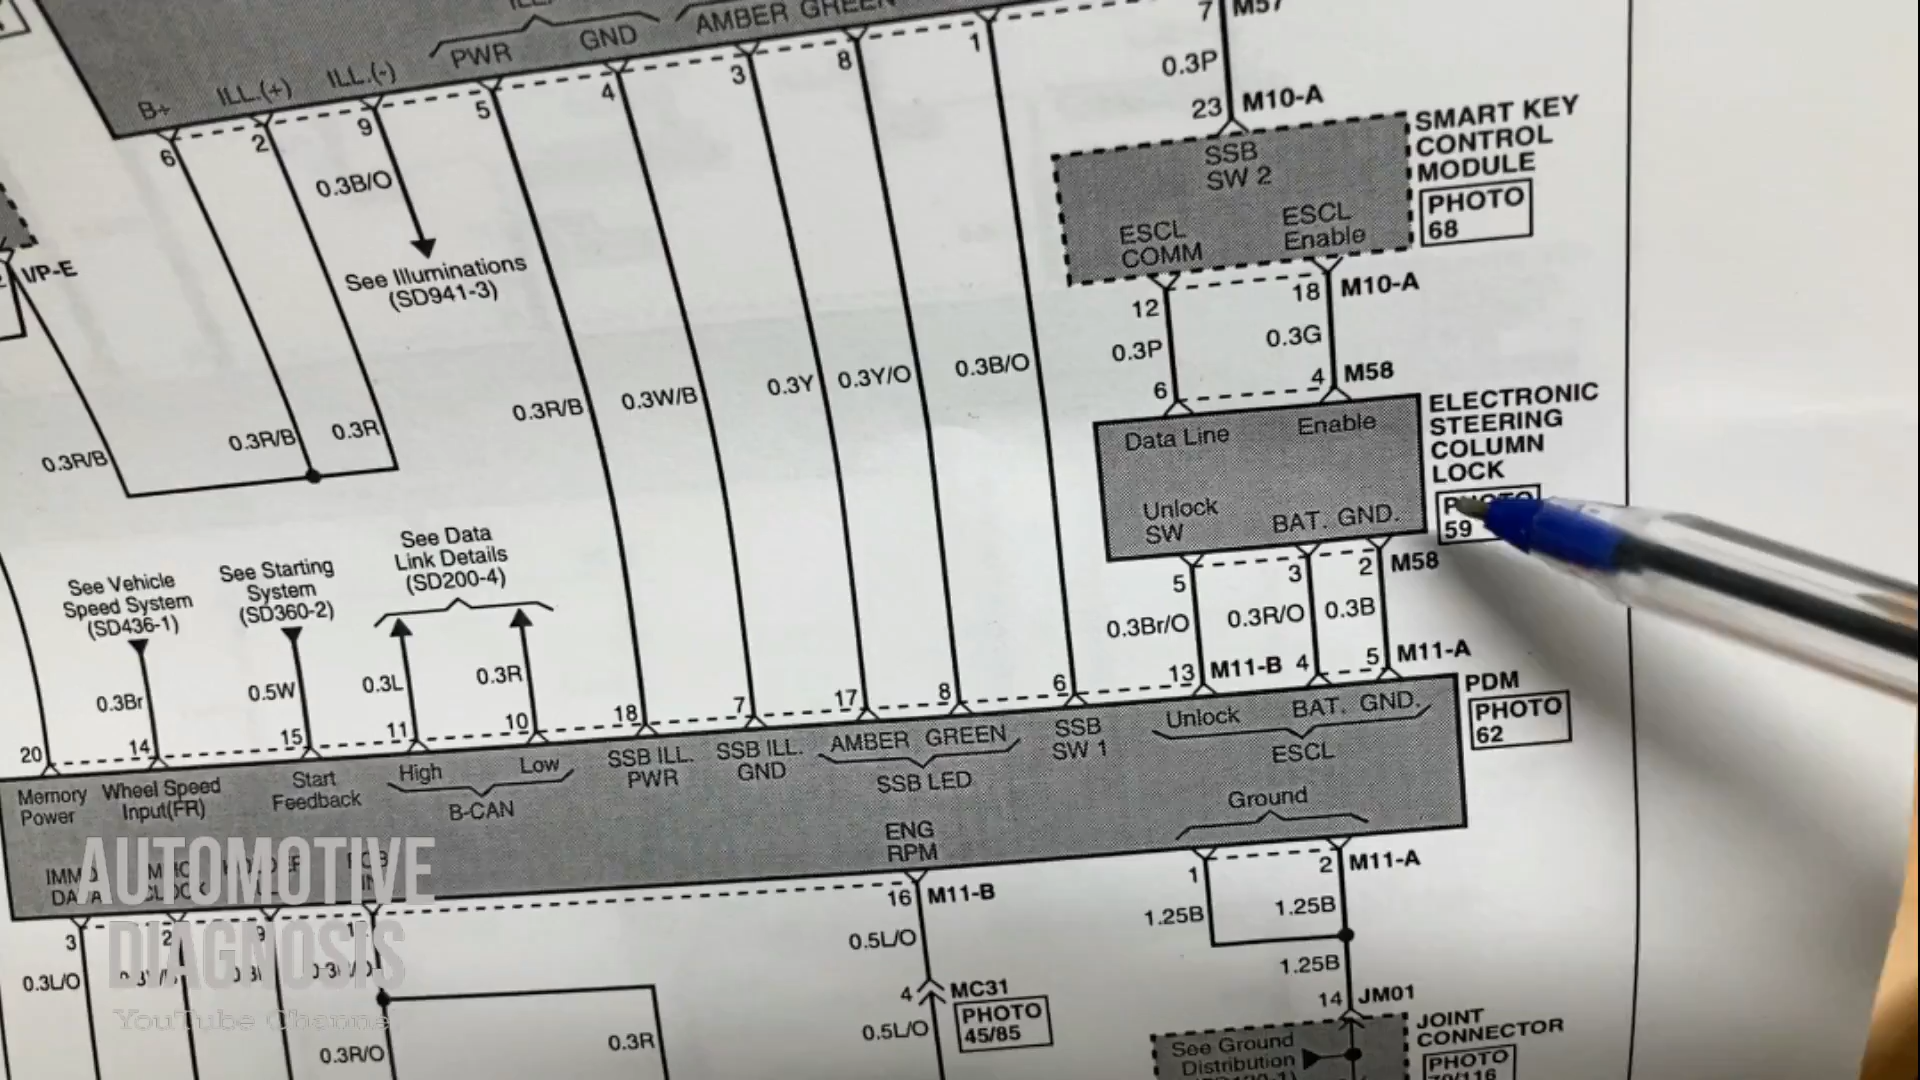 AMBER GREEN
PWR
GND
B+
ILL.(+)
ILL.(-)
6
2
9
5
4
3
8
1
7
M57
0.3P
23
M10-A
SMART KEY
CONTROL
MODULE
PHOTO
68
SSB
SW 2
ESCL
COMM
ESCL
Enable
0.3B/O
See Illuminations
(SD941-3)
I/P-E
12
18
M10-A
0.3P
0.3G
6
4
M58
0.3R/B
0.3R/B
0.3R
0.3R/B
0.3W/B
0.3Y
0.3Y/O
0.3B/O
Data Line
Enable
Unlock
SW
BAT.
GND.
ELECTRONIC
STEERING
COLUMN
LOCK
59
5
3
2
M58
0.3Br/O
0.3R/O
0.3B
See Vehicle
Speed System
(SD436-1)
See Starting
System
(SD360-2)
See Data
Link Details
(SD200-4)
0.3Br
0.5W
0.3L
0.3R
20
14
15
11
10
18
7
17
8
6
13
M11-B
4
5
M11-A
PDM
PHOTO
62
Memory
Power
Wheel Speed
Input(FR)
Start
Feedback
High
Low
B-CAN
SSB ILL.
PWR
SSB ILL.
GND
AMBER GREEN
SSB LED
SSB
SW 1
Unlock
BAT.
GND.
ESCL
Ground
ENG
RPM
AUTOMOTIVE
DIAGNOSIS
YouTube Channel
3
0.3L/O
16
M11-B
0.5L/O
4
MC31
PHOTO
45/85
0.5L/O
0.3R/O
0.3R
1
2
M11-A
1.25B
1.25B
1.25B
14
JM01
JOINT
CONNECTOR
PHOTO
See Ground
Distribution